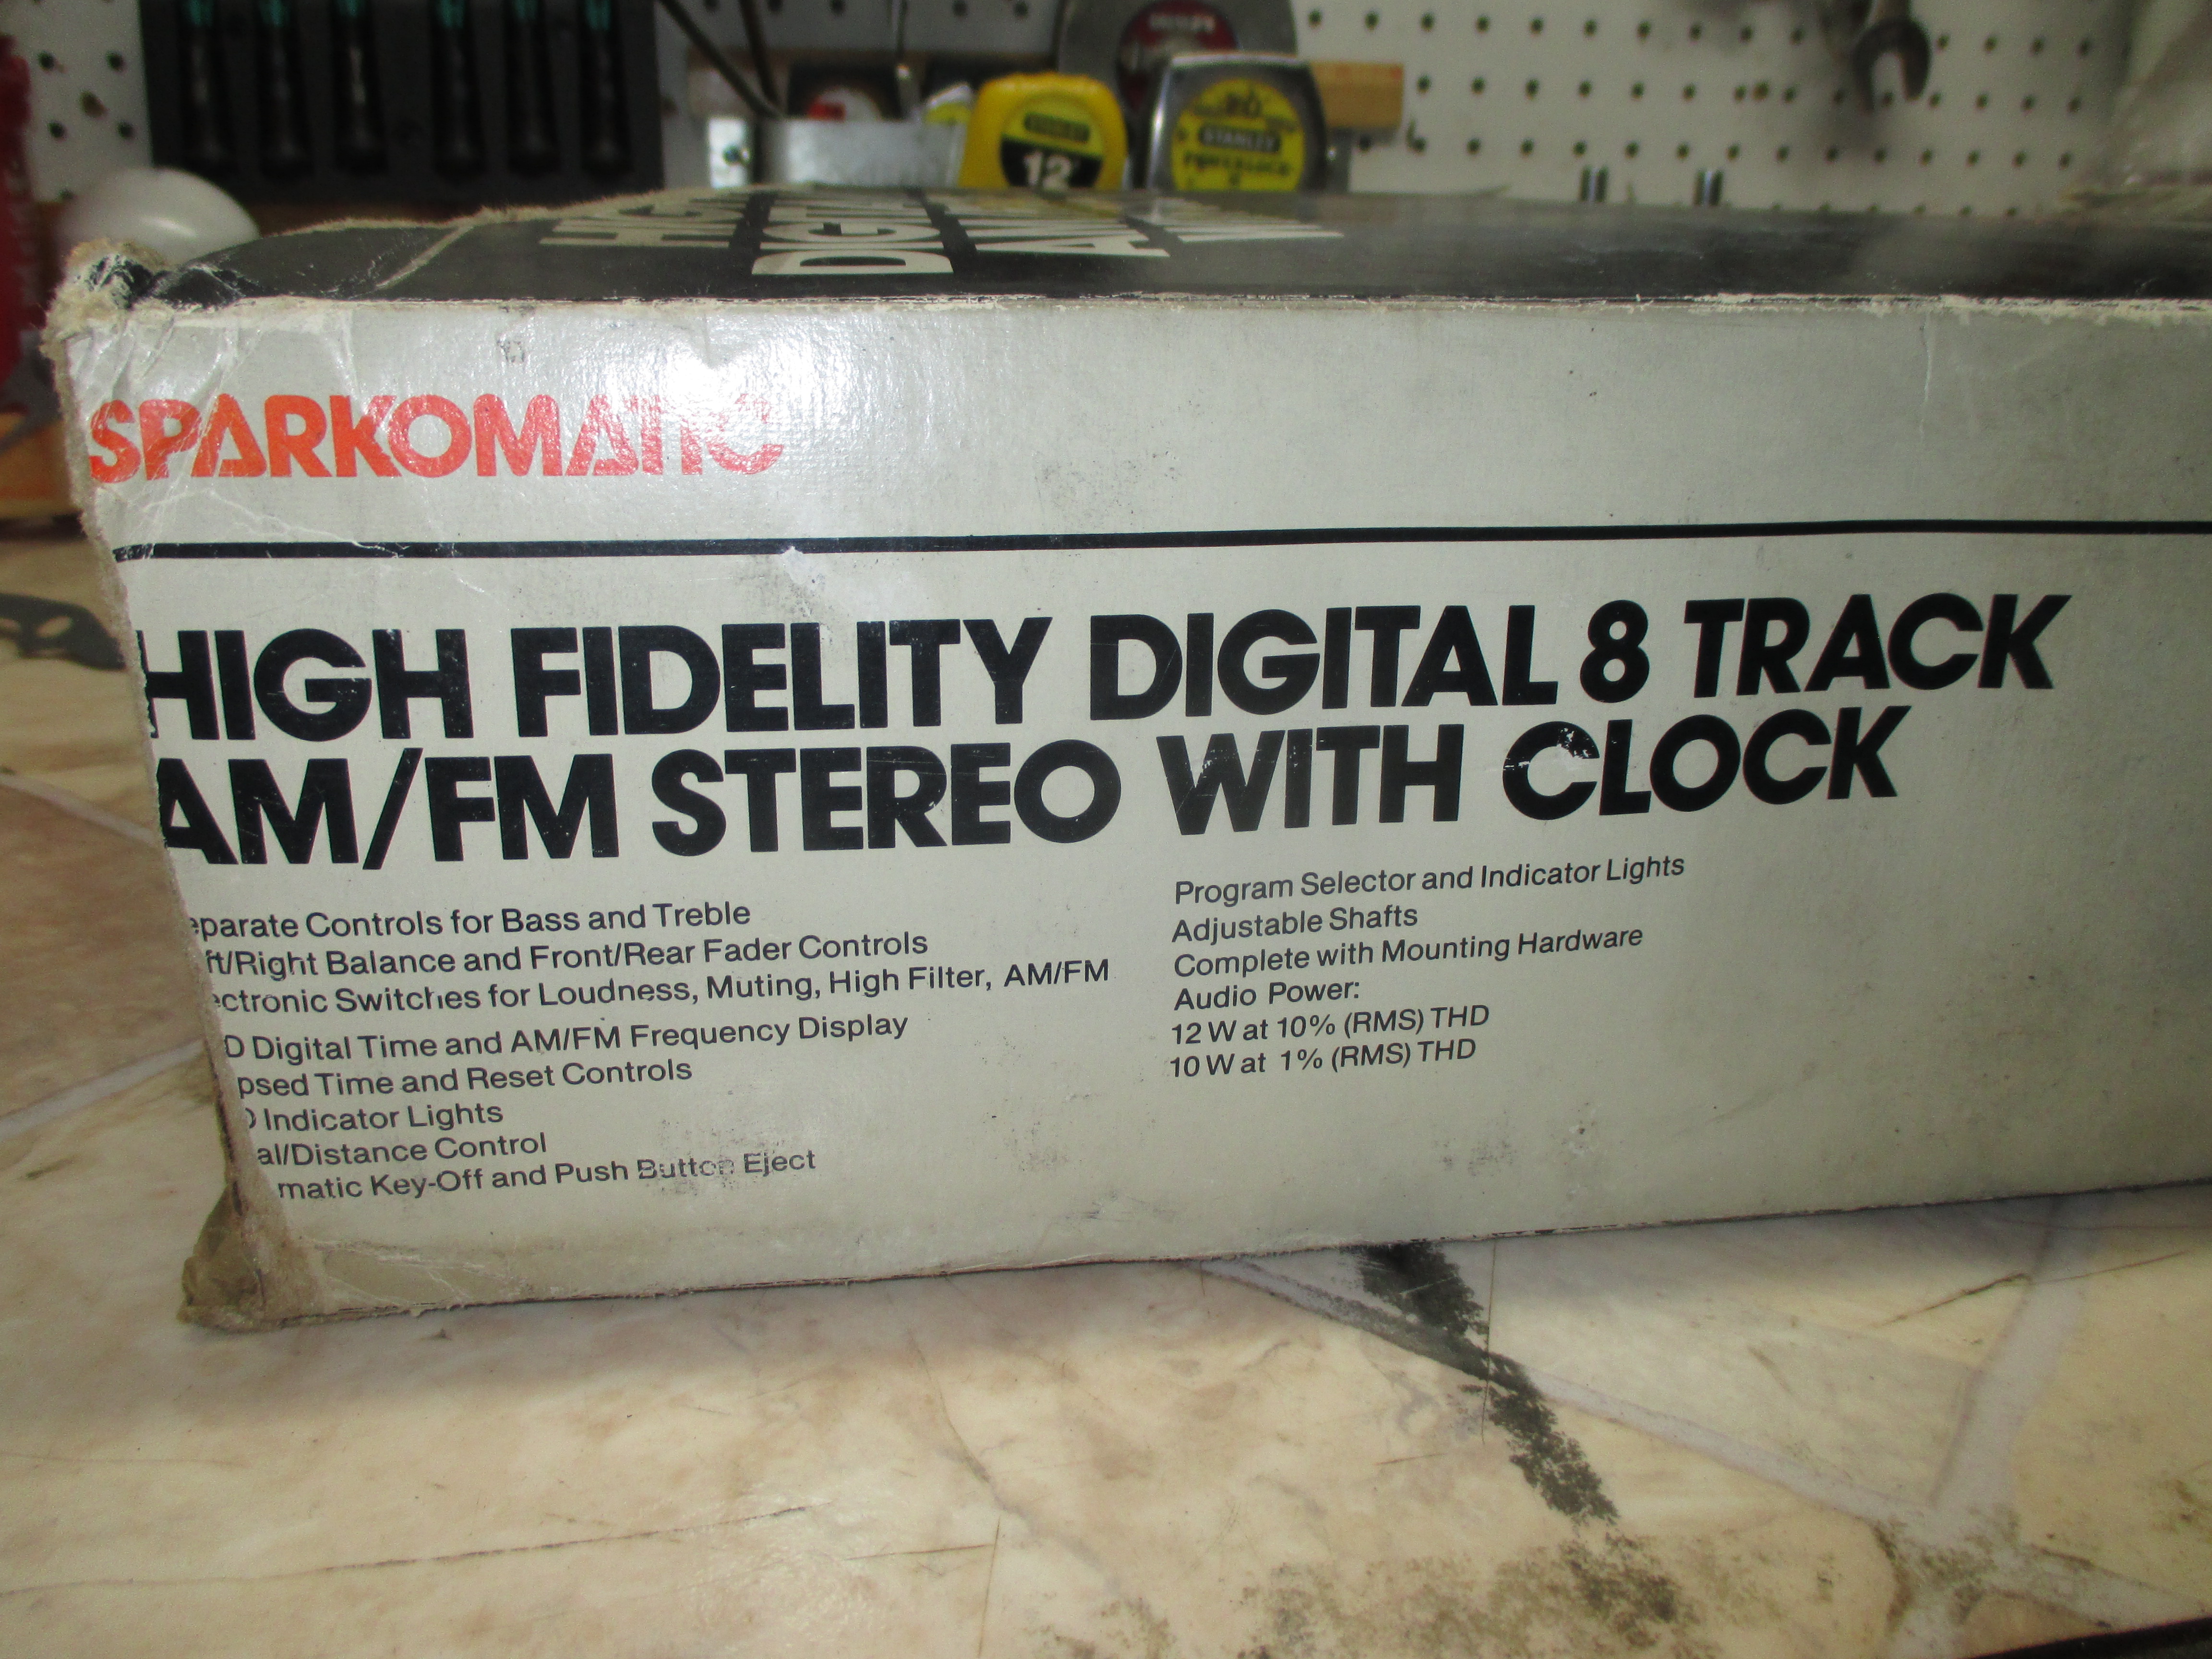 12
STANLEY
POWERLOCK
SPARKOMATIC
HIGH FIDELITY DIGITAL 8 TRACK
AM/FM STEREO WITH CLOCK
eparate Controls for Bass and Treble
ft/Right Balance and Front/Rear Fader Controls
ectronic Switches for Loudness, Muting, High Filter, AM/FM
D Digital Time and AM/FM Frequency Display
psed Time and Reset Controls
D Indicator Lights
al/Distance Control
matic Key-Off and Push Button Eject
Program Selector and Indicator Lights
Adjustable Shafts
Complete with Mounting Hardware
Audio Power:
12 W at 10% (RMS) THD
10 W at 1% (RMS) THD